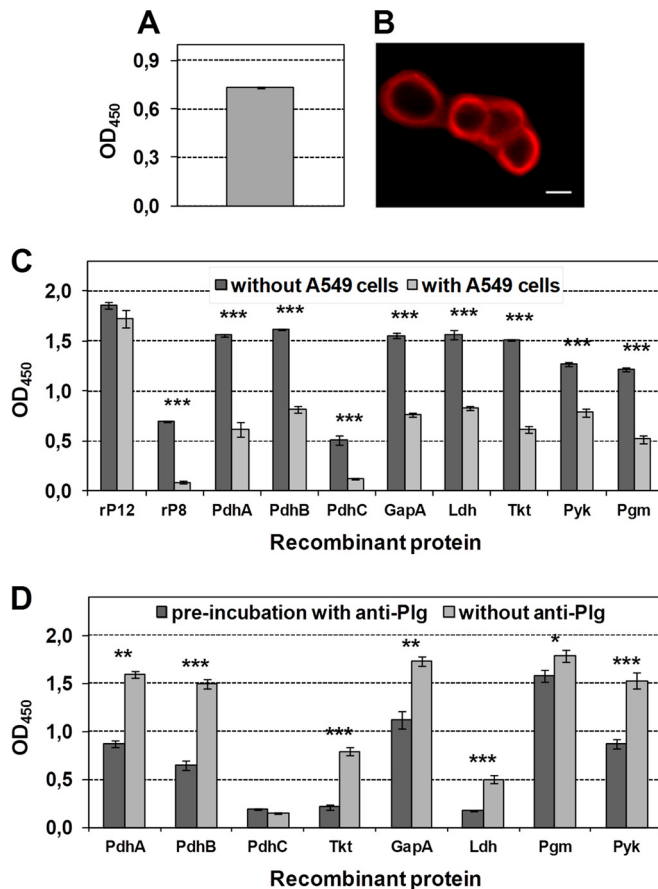 A
B
0,9
0,6
0,3
0,0
OD450
C
without A549 cells with A549 cells
2,0
1,5
1,0
0,5
0,0
OD450
*** *** *** *** *** *** *** *** ***
rP12 rP8 PdhA PdhB PdhC GapA Ldh Tkt Pyk Pgm
Recombinant protein
D
pre-incubation with anti-Plg without anti-Plg
2,0
1,5
1,0
0,5
0,0
OD450
** *** *** ** *** * ***
PdhA PdhB PdhC Tkt GapA Ldh Pgm Pyk
Recombinant protein